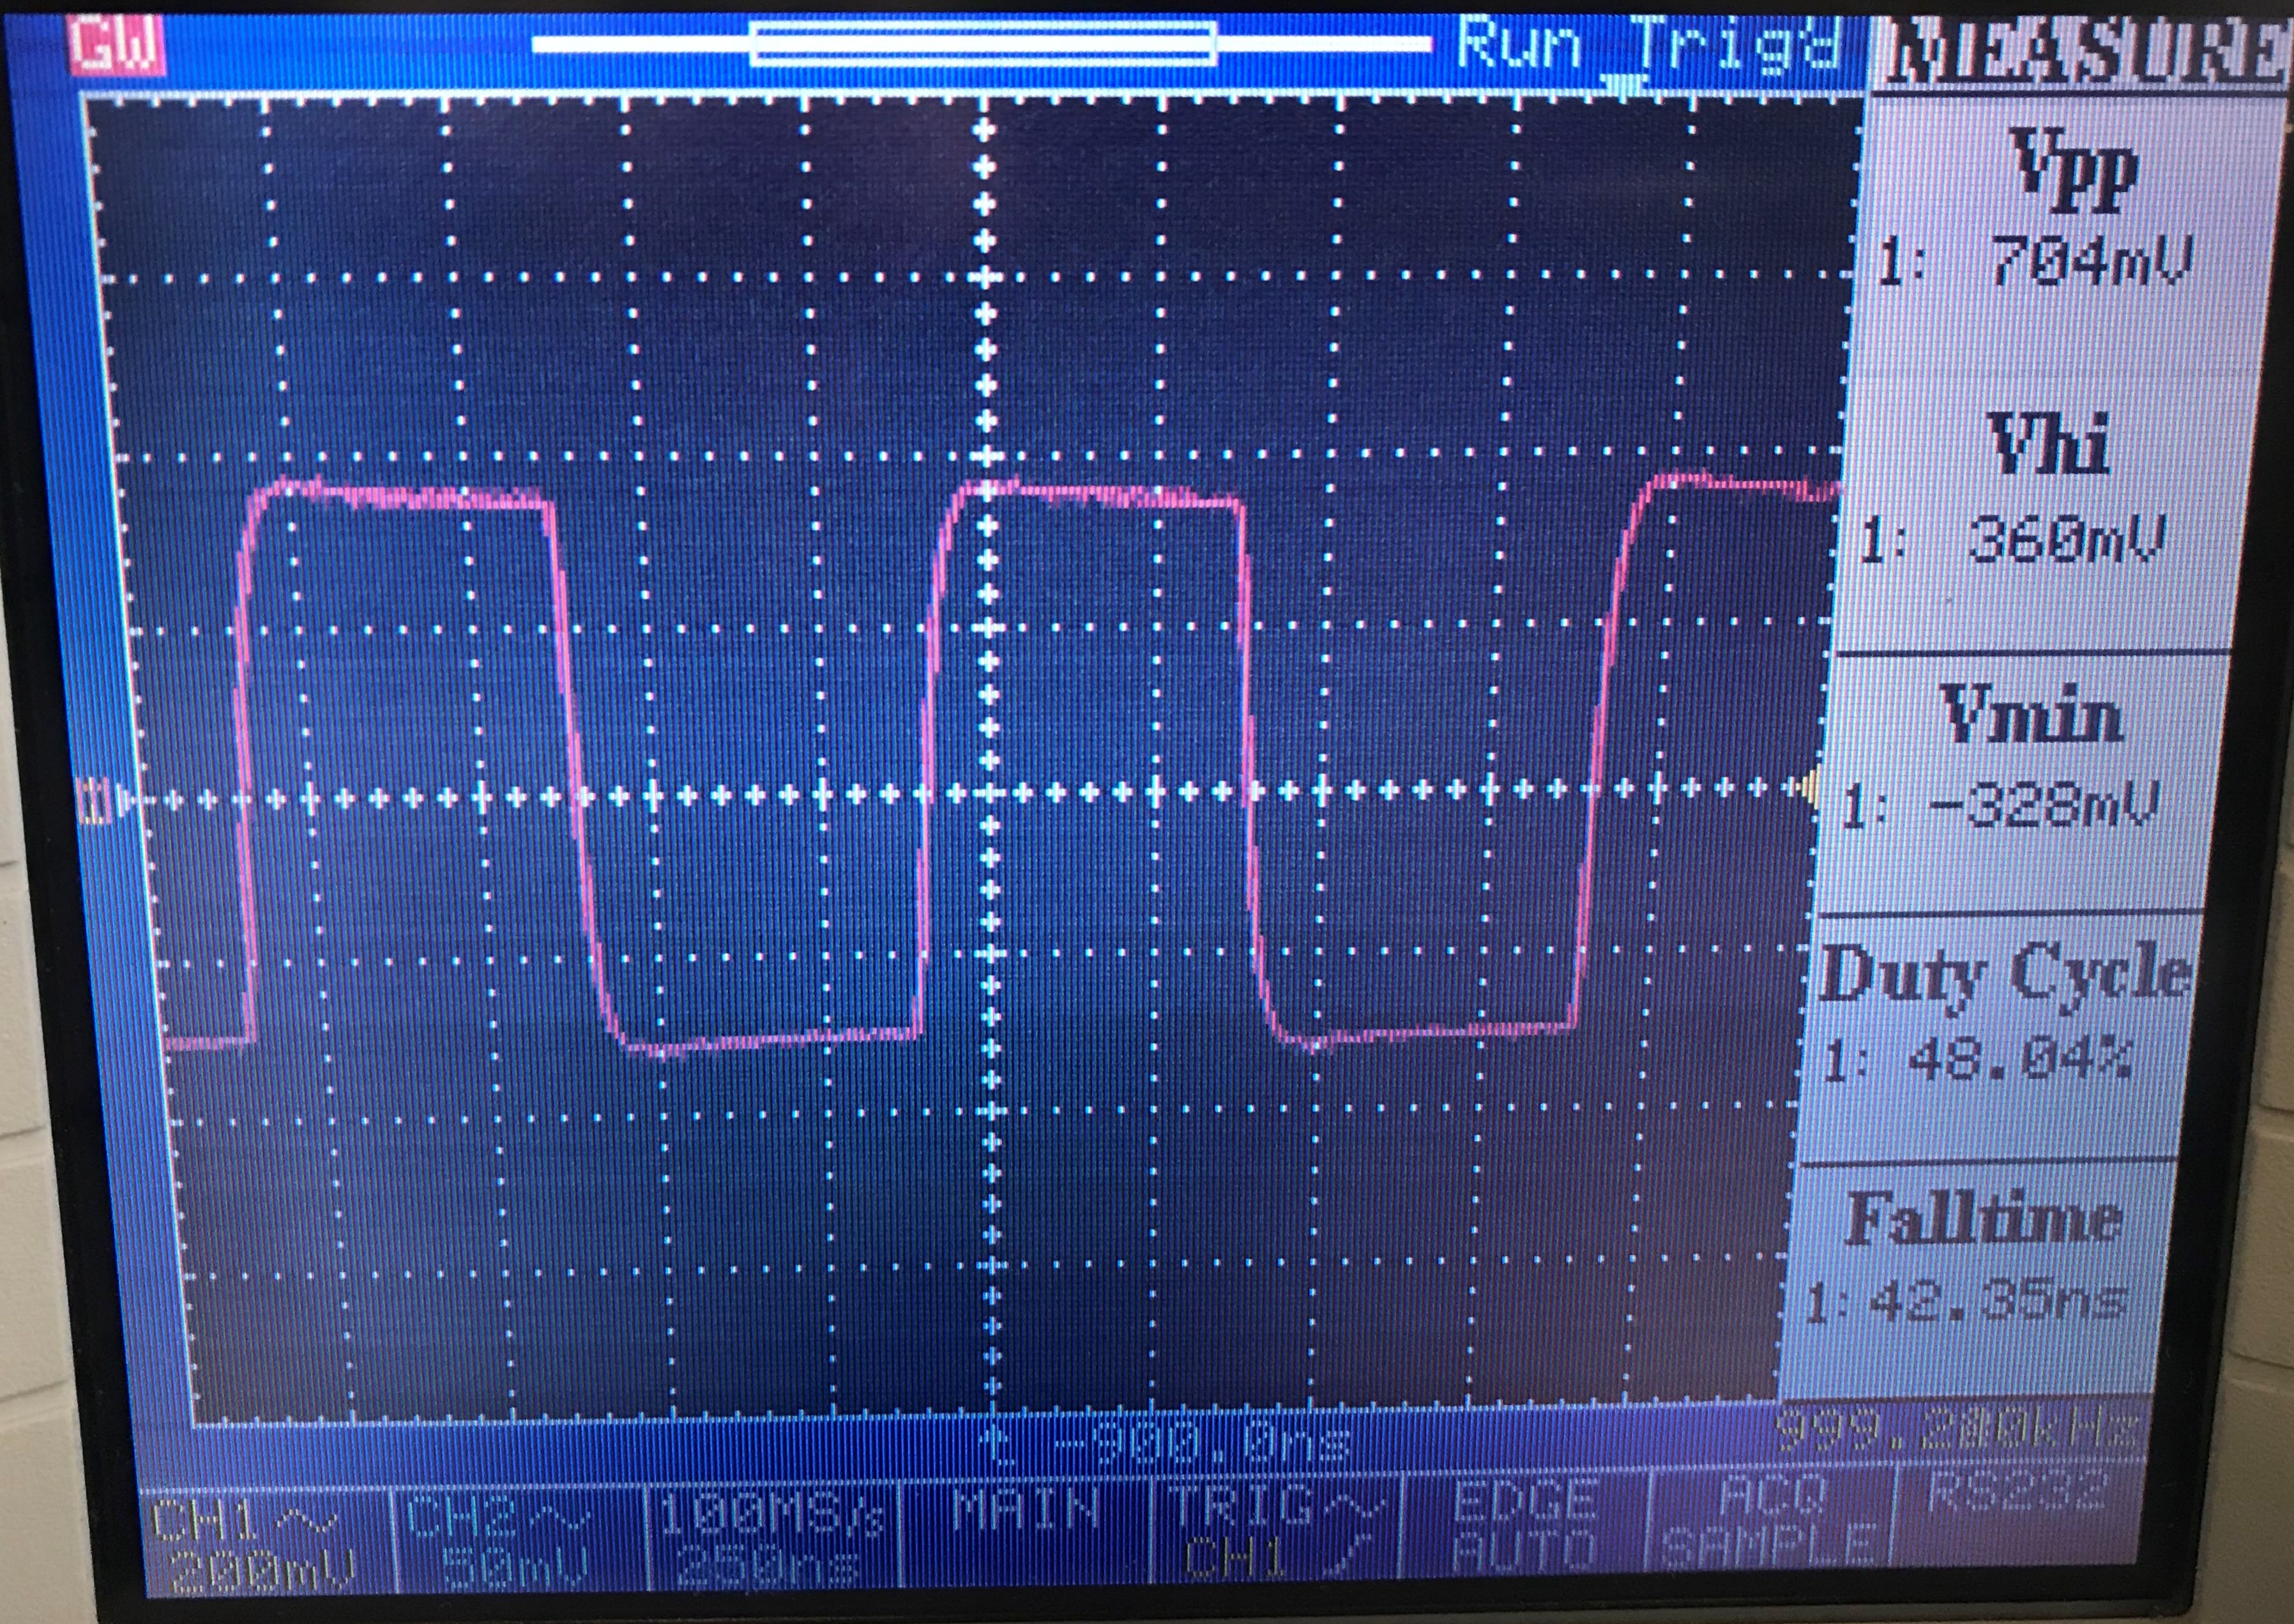 GW
Run Trig'd
MEASURE
Vpp
1: 704mV
Vhi
1: 360mV
Vmin
1: -328mV
Duty Cycle
1: 48.04%
Falltime
1: 42.35ns
1
-900.0ns
CH1 CH2 100MS/s MAIN TRIG EDGE ACQ RS232
200mV 50mV 250ns CH1 AUTO SAMPLE